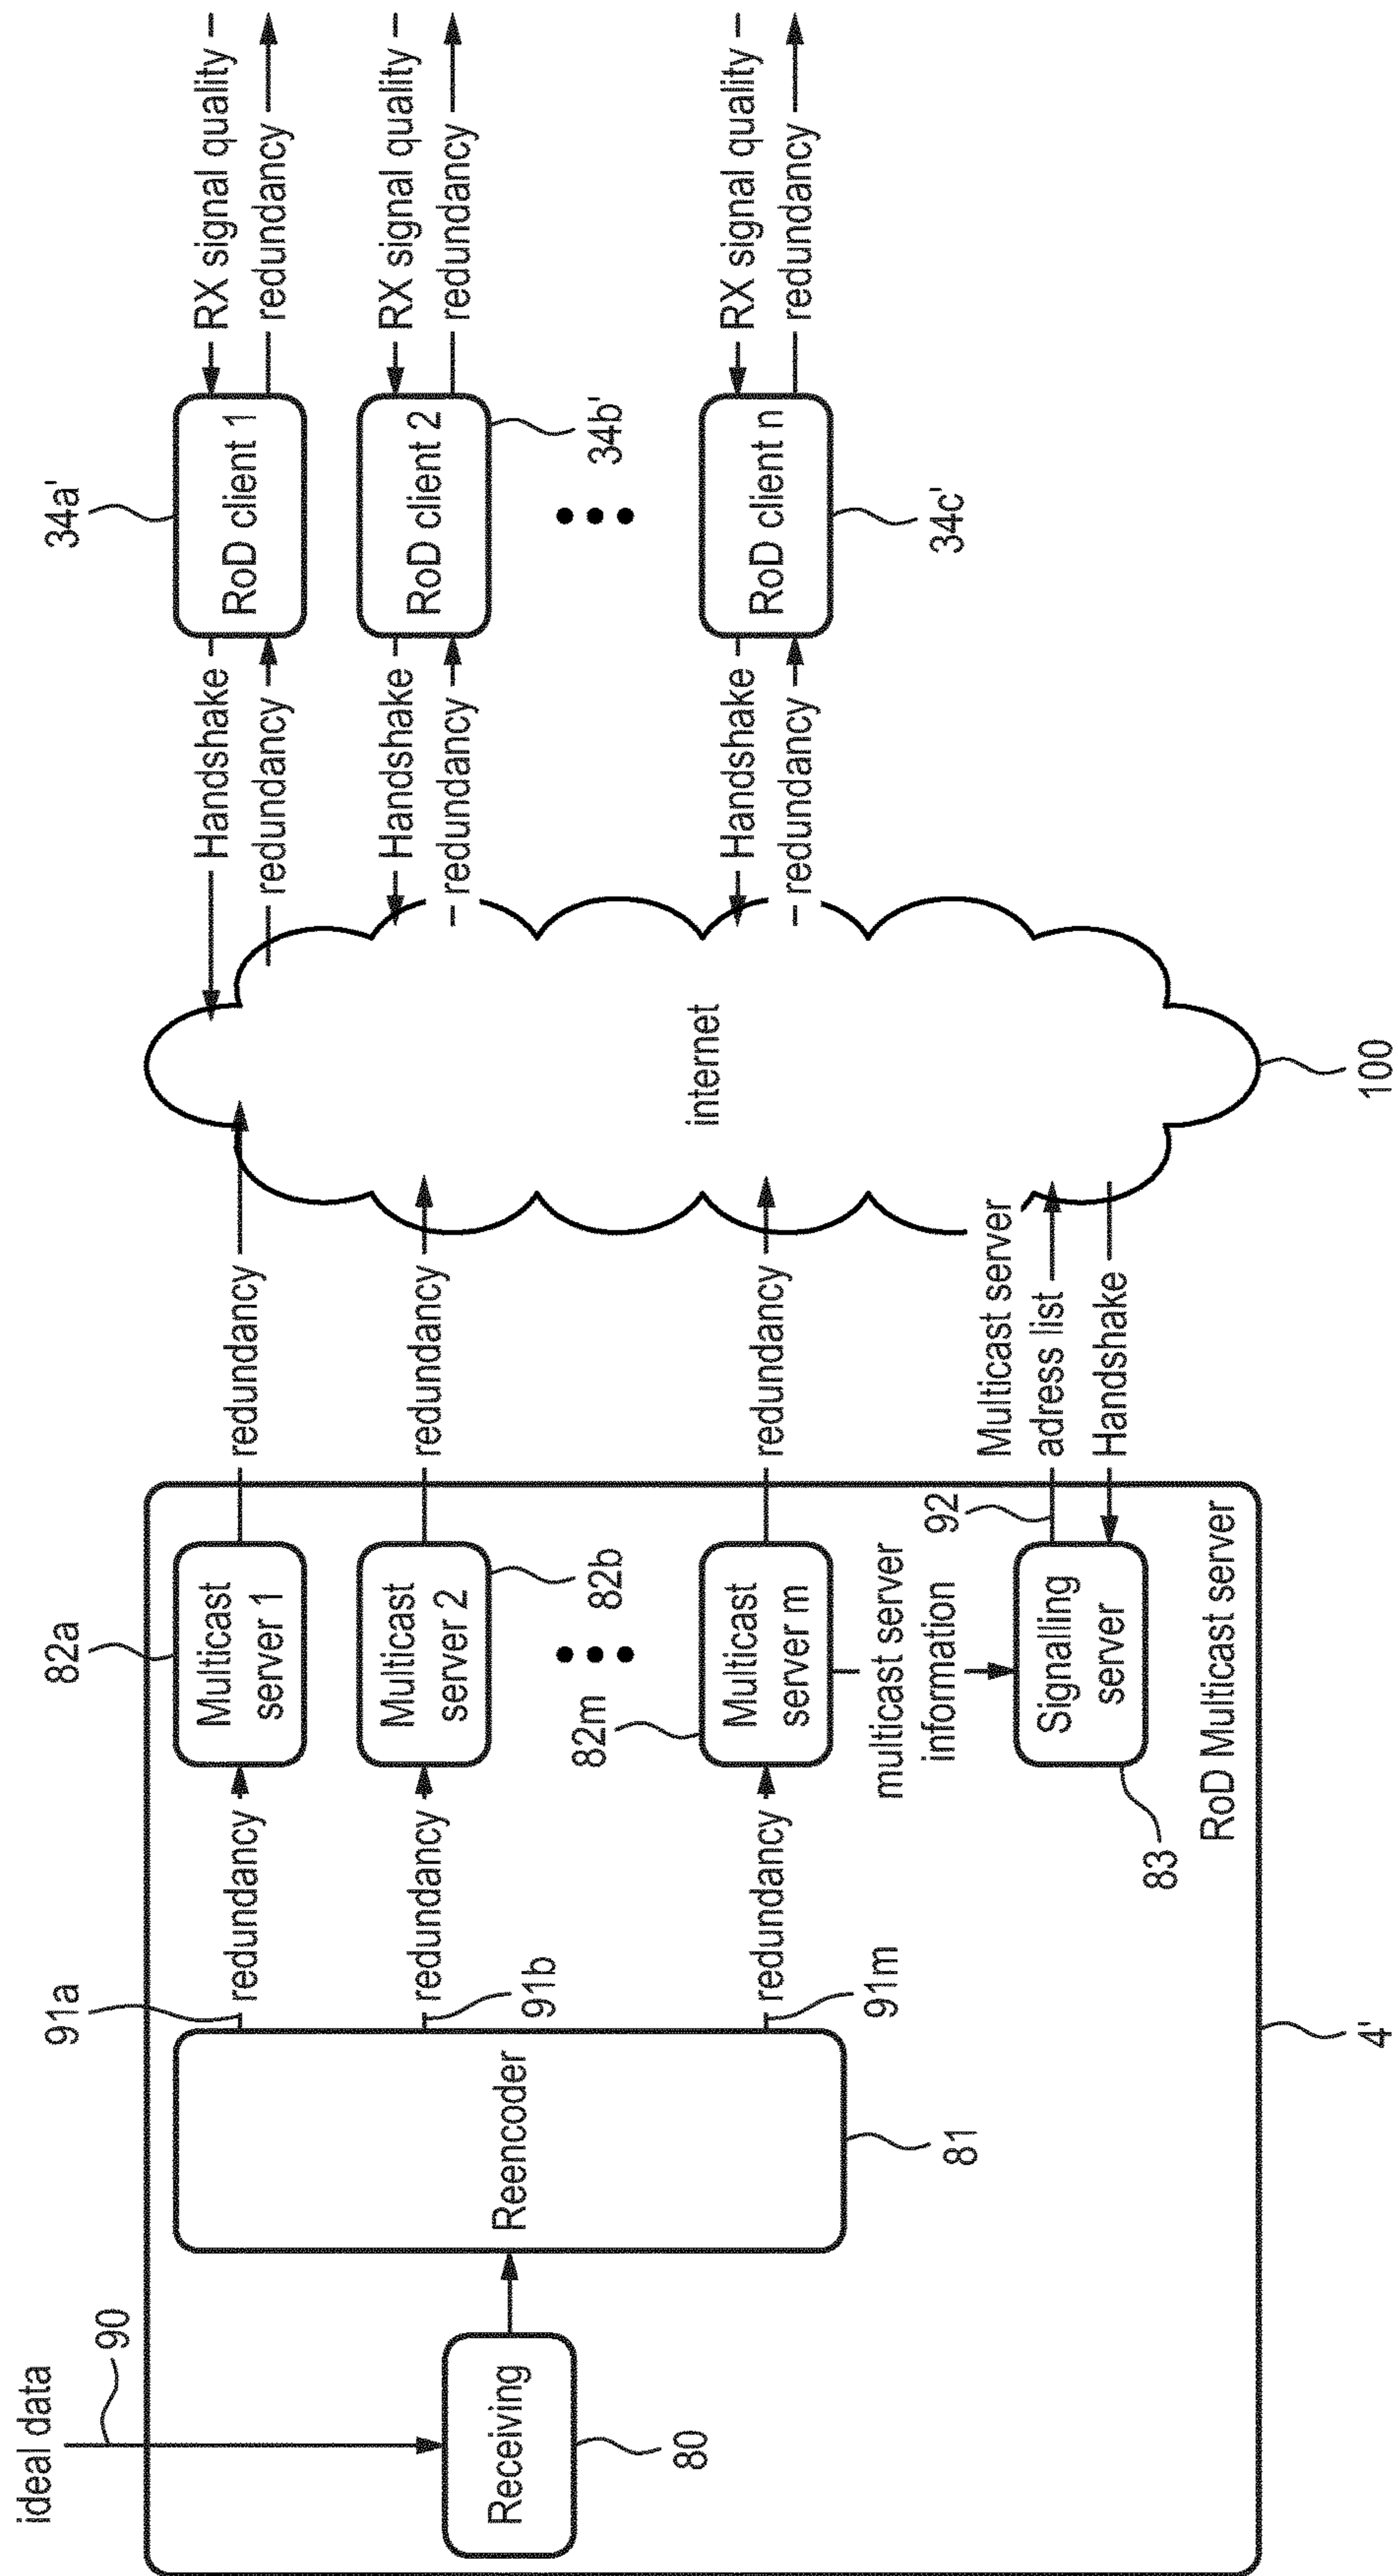 ideal data
90
Receiving
80
Reencoder
81
91a
redundancy
91b
redundancy
91m
redundancy
82a
Multicast
server 1
82b
Multicast
server 2
82m
Multicast
server m
multicast server
information
83
Signalling
server
92
RoD Multicast server
4'
redundancy
redundancy
redundancy
Multicast server
adress list
Handshake
internet
100
Handshake
redundancy
Handshake
redundancy
Handshake
redundancy
34a'
RoD client 1
34b'
RoD client 2
34c'
RoD client n
RX signal quality
redundancy
RX signal quality
redundancy
RX signal quality
redundancy